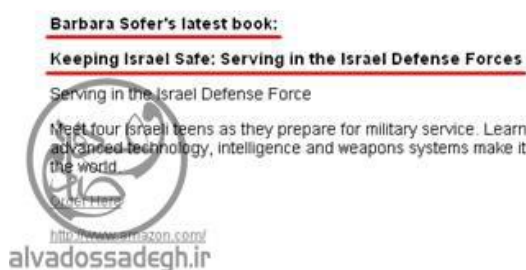 Barbara Sofer's latest book:
Keeping Israel Safe: Serving in the Israel Defense Forces
Serving in the Israel Defense Force
Meet four Israeli teens as they prepare for military service. Learn
advanced technology, intelligence and weapons systems make it
the world.
Order Here
http://www.amazon.com/
alvadossadegh.ir